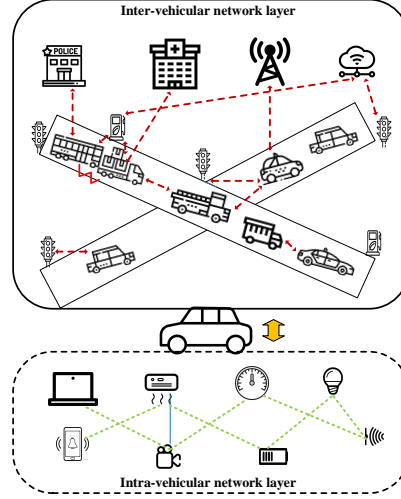 Inter-vehicular network layer
POLICE
Intra-vehicular network layer